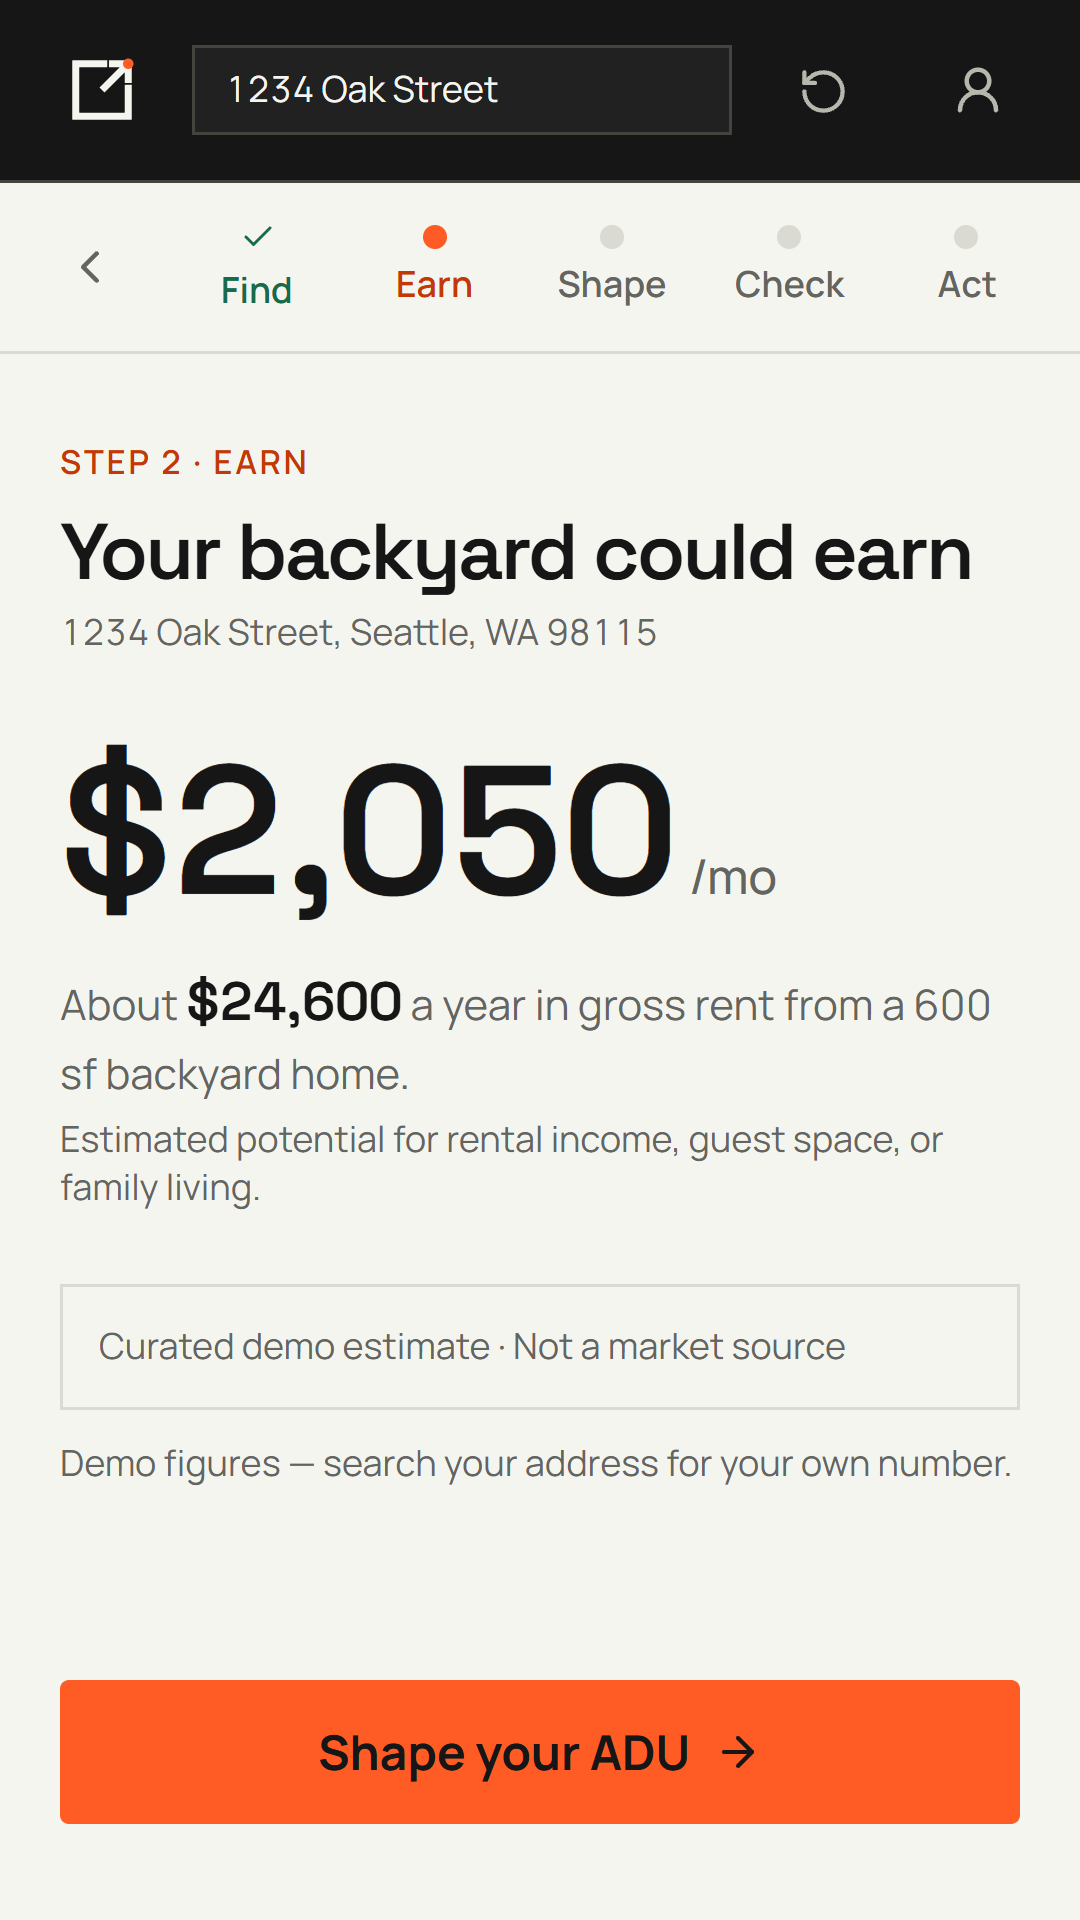 1234 Oak Street
Find
Earn
Shape
Check
Act
STEP 2 · EARN
Your backyard could earn
1234 Oak Street, Seattle, WA 98115
$2,050 /mo
About $24,600 a year in gross rent from a 600
sf backyard home.
Estimated potential for rental income, guest space, or
family living.
Curated demo estimate · Not a market source
Demo figures — search your address for your own number.
Shape your ADU →